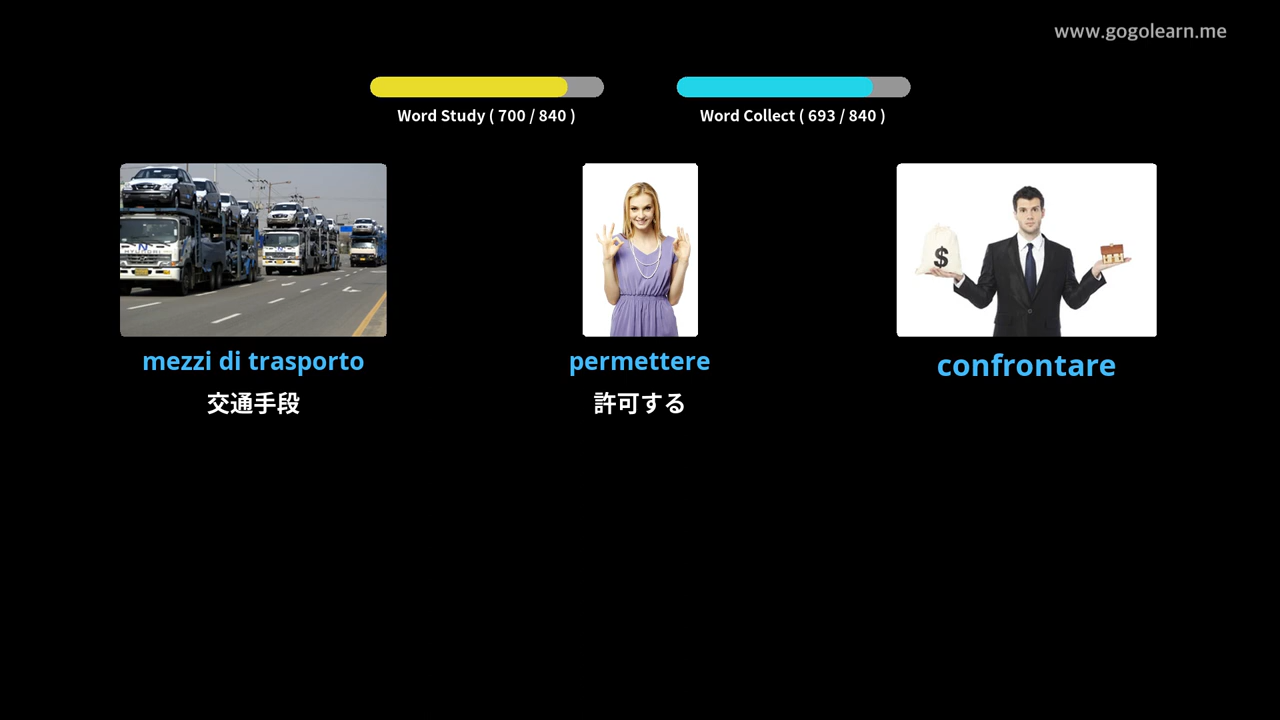 www.gogolearn.me
Word Study ( 700 / 840 )
Word Collect ( 693 / 840 )
$
mezzi di trasporto
permettere
confrontare
交通手段
許可する